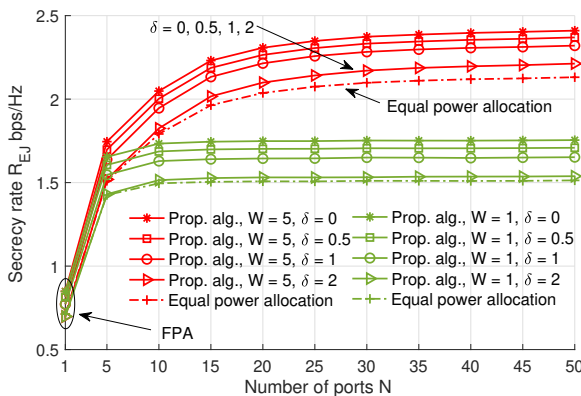 2.5
2
1.5
1
0.5
Secrecy rate R_EJ bps/Hz
δ = 0, 0.5, 1, 2
Equal power allocation
Prop. alg., W = 5, δ = 0
Prop. alg., W = 5, δ = 0.5
Prop. alg., W = 5, δ = 1
Prop. alg., W = 5, δ = 2
Equal power allocation
Prop. alg., W = 1, δ = 0
Prop. alg., W = 1, δ = 0.5
Prop. alg., W = 1, δ = 1
Prop. alg., W = 1, δ = 2
Equal power allocation
FPA
1 5 10 15 20 25 30 35 40 45 50
Number of ports N